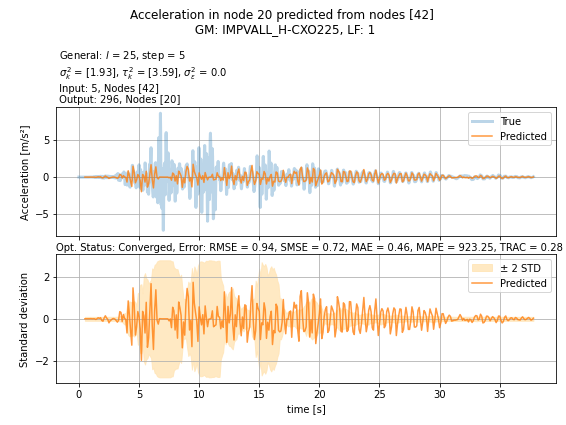 Acceleration in node 20 predicted from nodes [42]
GM: IMPVALL_H-CXO225, LF: 1
General: l = 25, step = 5
σ²ₖ = [1.93], τ²ₖ = [3.59], σ²ε = 0.0
Input: 5, Nodes [42]
Output: 296, Nodes [20]
True
Predicted
Acceleration [m/s²]
5
0
−5
Opt. Status: Converged, Error: RMSE = 0.94, SMSE = 0.72, MAE = 0.46, MAPE = 923.25, TRAC = 0.28
± 2 STD
Predicted
Standard deviation
2
0
−2
0 5 10 15 20 25 30 35
time [s]